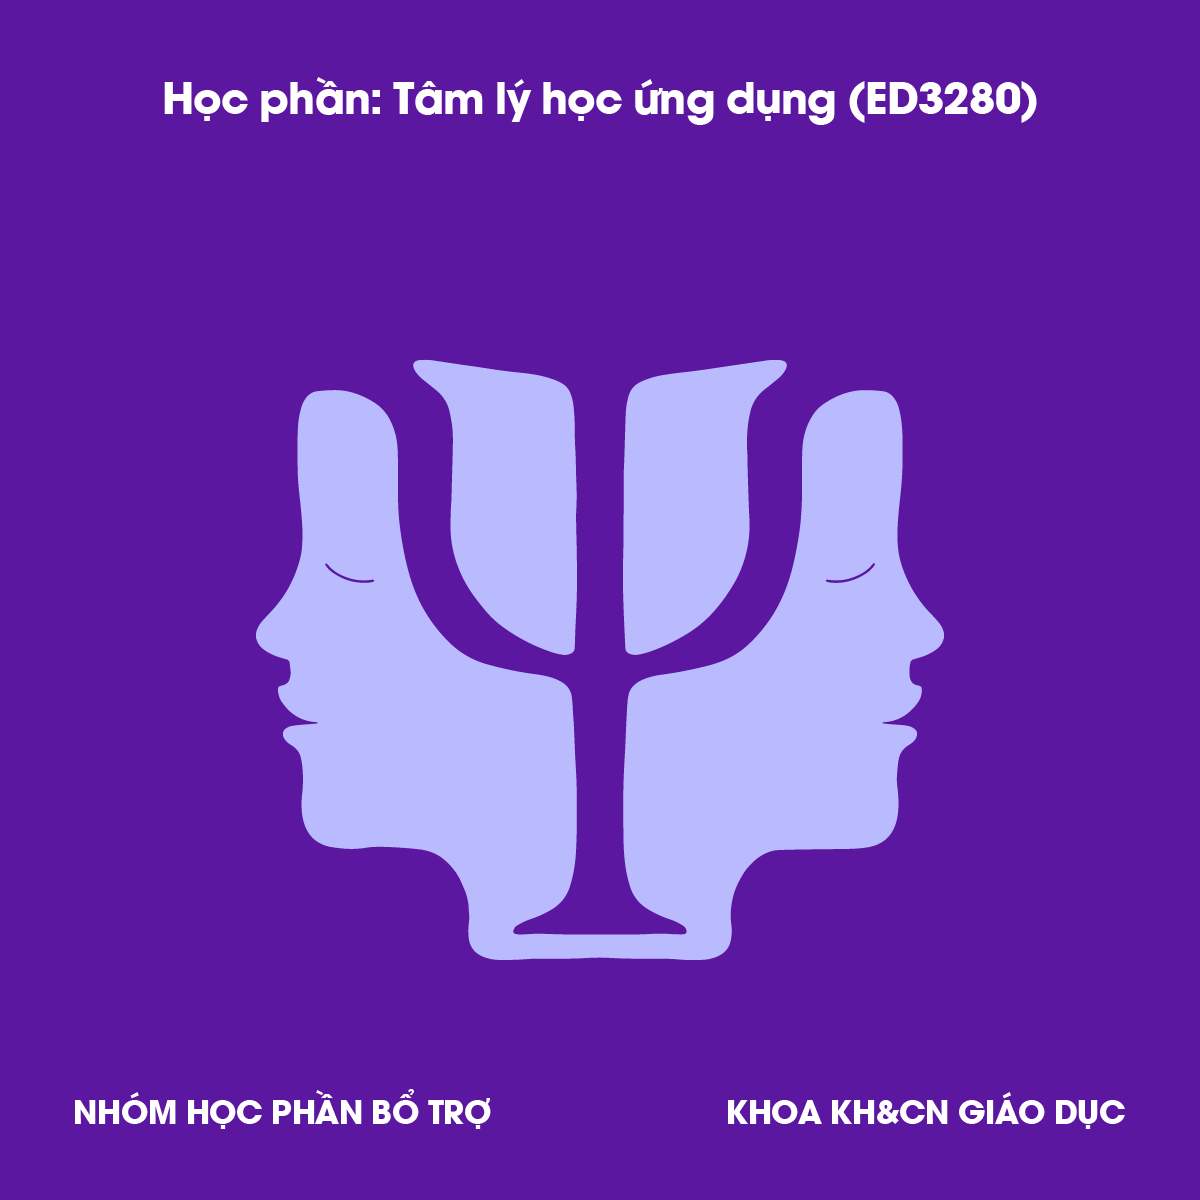 Học phần: Tâm lý học ứng dụng (ED3280)
NHÓM HỌC PHẦN BỔ TRỢ
KHOA KH&CN GIÁO DỤC